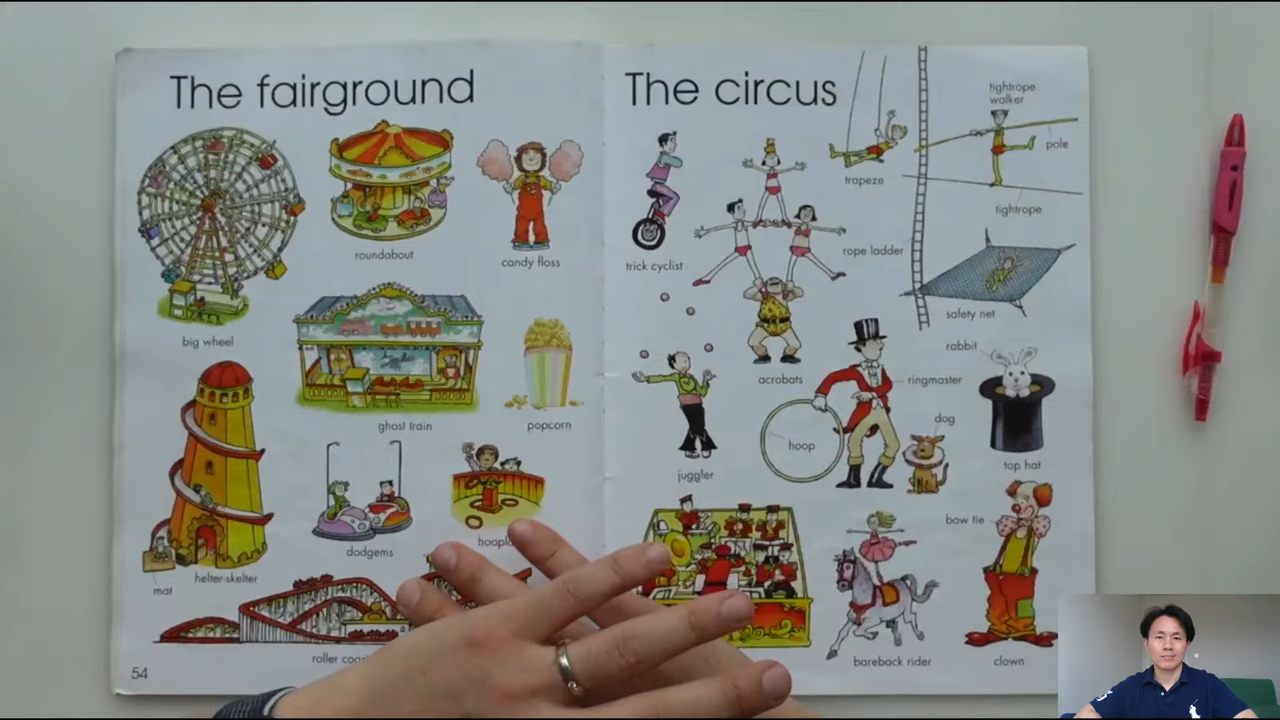 The fairground
big wheel
roundabout
candy floss
ghost train
popcorn
mat
helter-skelter
dodgems
roller
54
The circus
trick cyclist
acrobats
trapeze
rope ladder
tightrope
walker
pole
tightrope
safety net
juggler
hoop
ringmaster
dog
rabbit
top hat
bareback rider
bow tie
clown